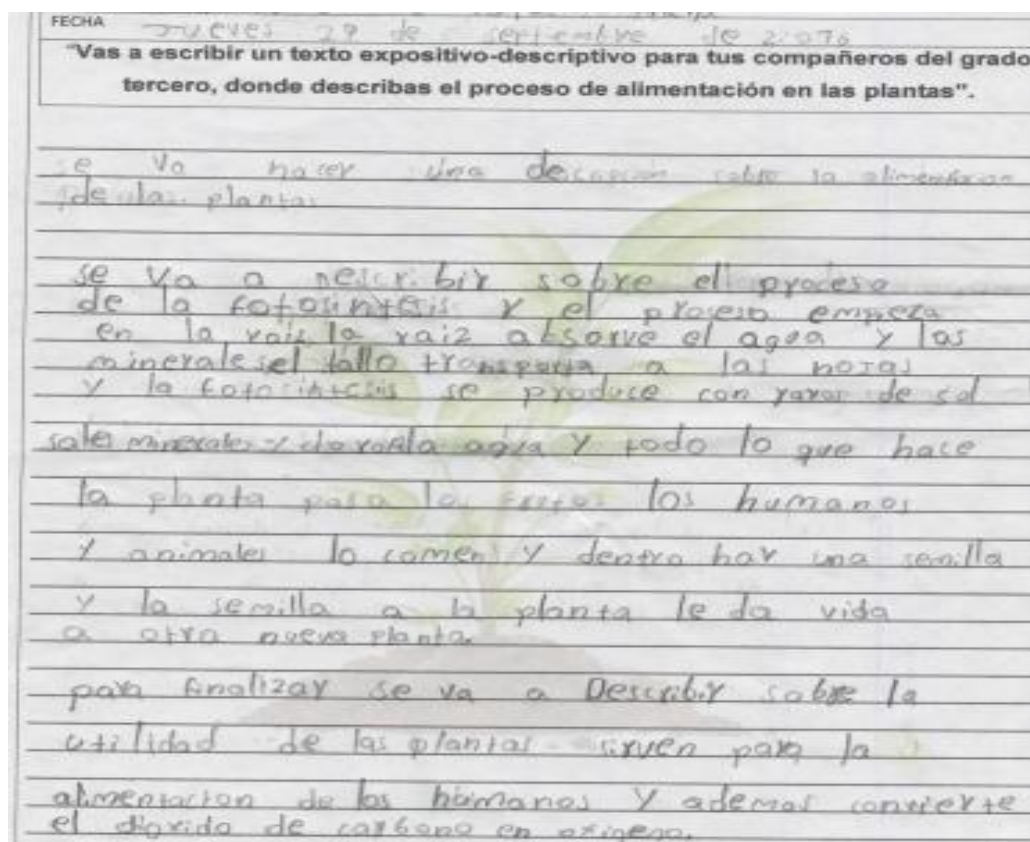 FECHA jueves 29 de septiembre de 2016
"Vas a escribir un texto expositivo-descriptivo para tus compañeros del grado
tercero, donde describas el proceso de alimentación en las plantas".
se va hacer una descripcion sobre la alimentacion
de las plantas
se va a describir sobre el proceso
de la fotosintesis y el proceso empeza
en la raiz la raiz absorve el agua y las
minerales el tallo transporta a las hojas
y la fotosintesis se produce con rayos de sol
sales minerales y agua y todo lo que hace
la planta pasa los frutos los humanos
y animales lo comen y dentro hay una semilla
y la semilla a la planta le da vida
a otra nueva planta.
para finalizar se va a Describir sobre la
utilidad de las plantas sirven para la
alimentacion de los humanos y ademas convierte
el dioxido de carbono en oxigeno.